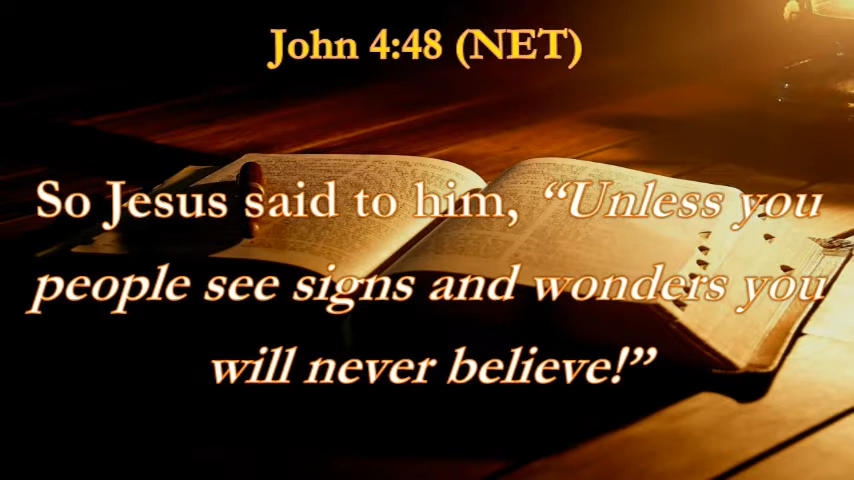 John 4:48 (NET)
So Jesus said to him, “Unless you
people see signs and wonders you
will never believe!”